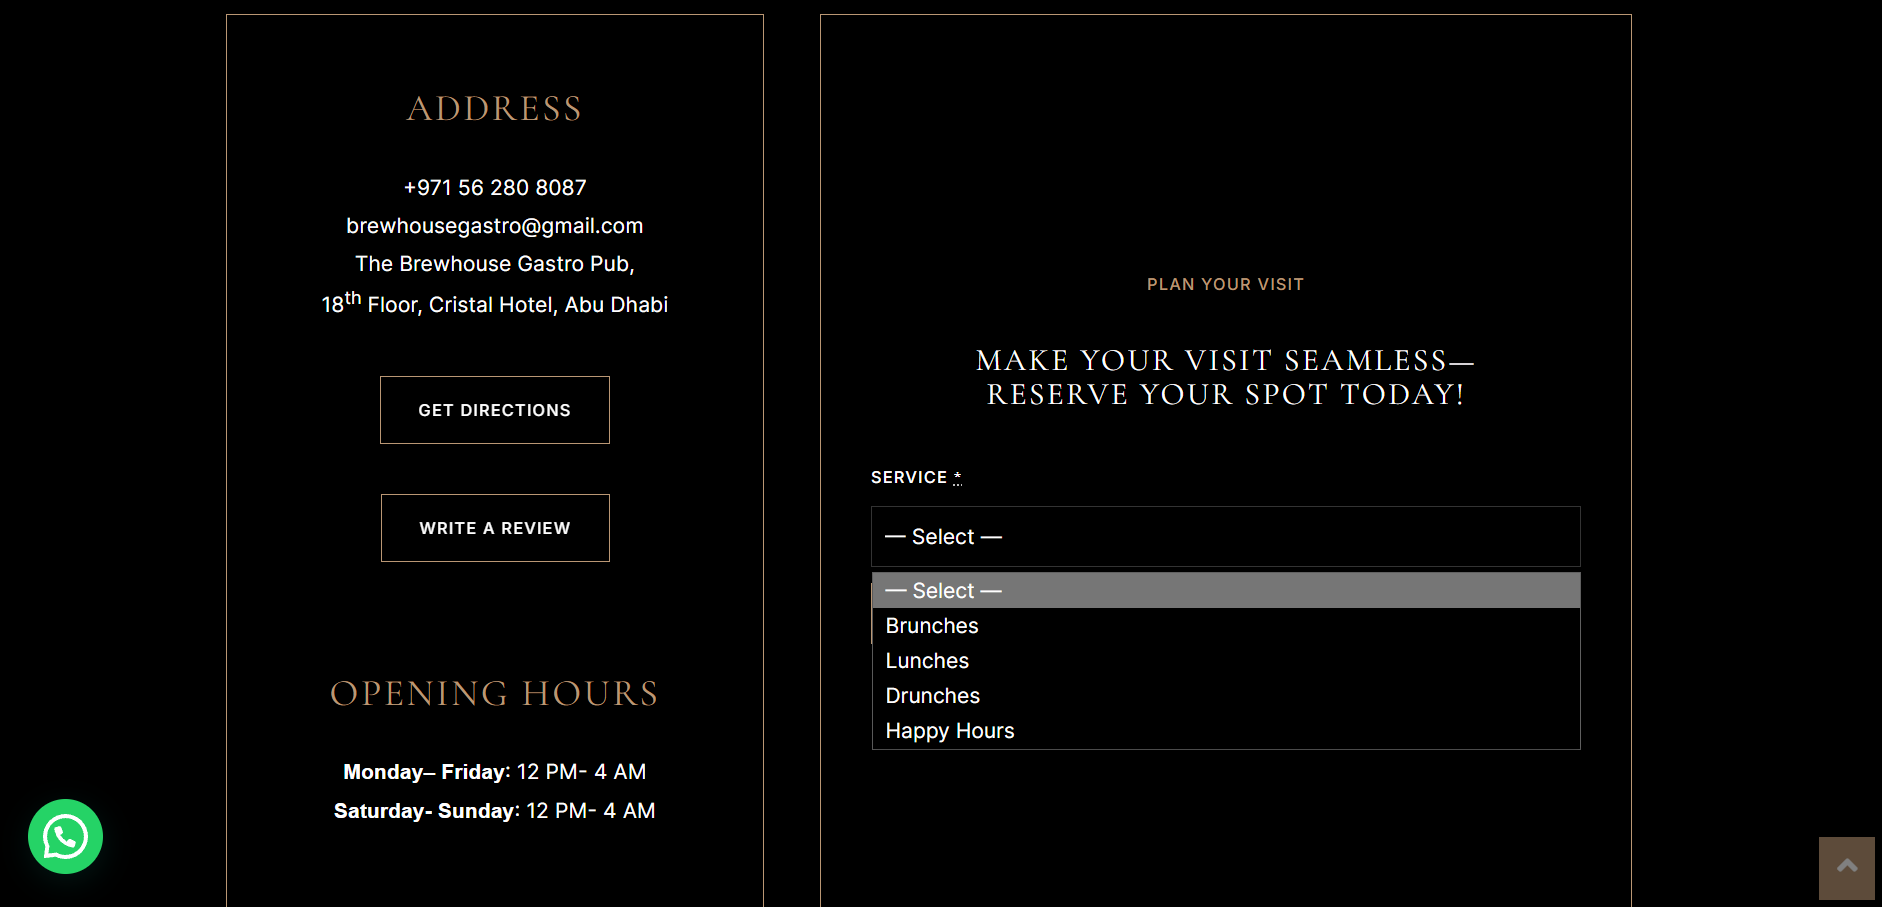 ADDRESS
+971 56 280 8087
brewhousegastro@gmail.com
The Brewhouse Gastro Pub,
18th Floor, Cristal Hotel, Abu Dhabi
GET DIRECTIONS
WRITE A REVIEW
OPENING HOURS
Monday– Friday: 12 PM- 4 AM
Saturday- Sunday: 12 PM- 4 AM
PLAN YOUR VISIT
MAKE YOUR VISIT SEAMLESS—
RESERVE YOUR SPOT TODAY!
SERVICE *
— Select —
— Select —
Brunches
Lunches
Drunches
Happy Hours